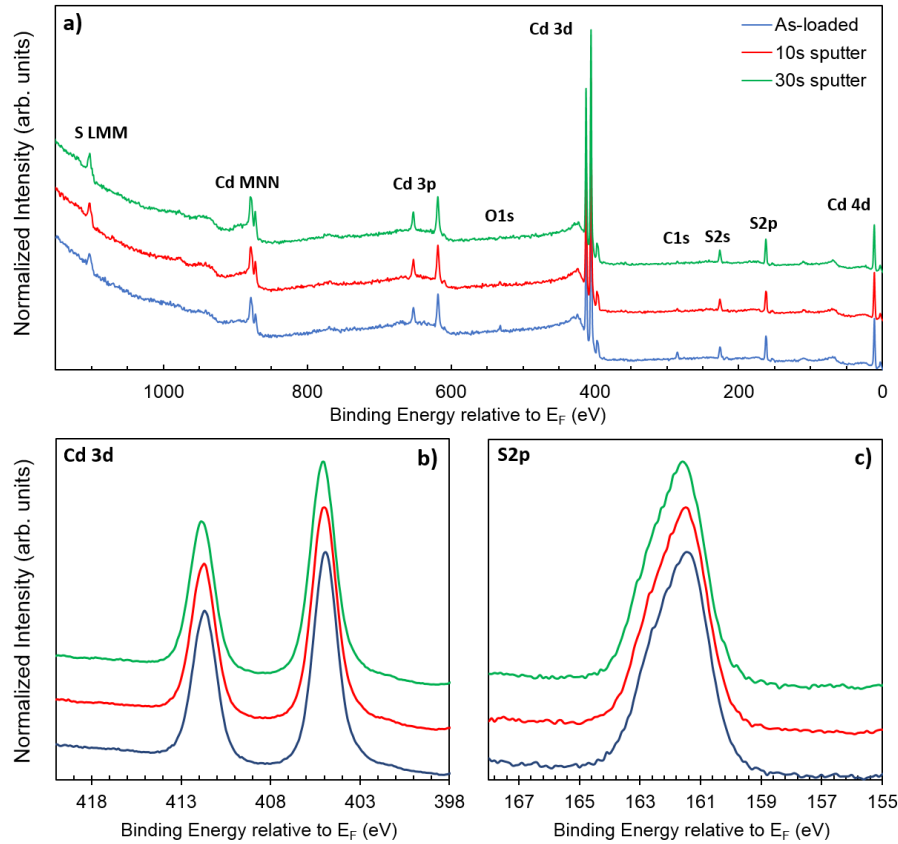 a)
As-loaded
10s sputter
30s sputter
Cd 3d
S LMM
Cd MNN
Cd 3p
O1s
C1s
S2s
S2p
Cd 4d
Normalized Intensity (arb. units)
1000 800 600 400 200 0
Binding Energy relative to E_F (eV)
Cd 3d
b)
Normalized Intensity (arb. units)
418 413 408 403 398
Binding Energy relative to E_F (eV)
S2p
c)
167 165 163 161 159 157 155
Binding Energy relative to E_F (eV)